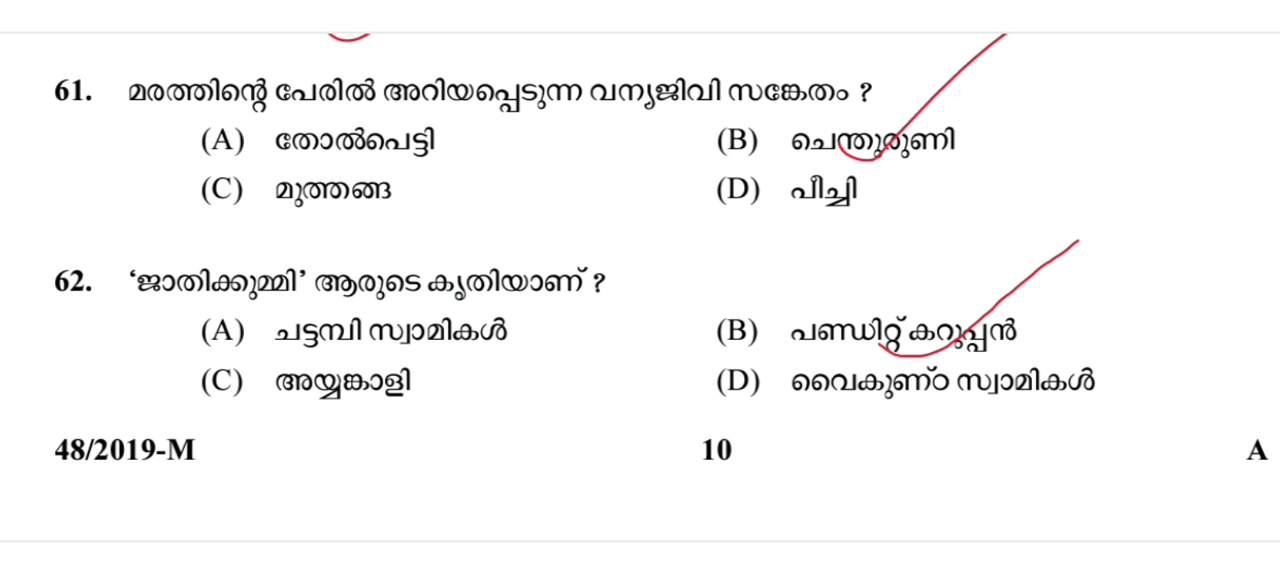 61. മരത്തിന്റെ പേരിൽ അറിയപ്പെടുന്ന വന്യജിവി സങ്കേതം ?
(A) തോൽപെട്ടി (B) ചെന്തുരുണി
(C) മുത്തങ്ങ (D) പീച്ചി
62. ‘ജാതിക്കുമ്മി’ ആരുടെ കൃതിയാണ് ?
(A) ചട്ടമ്പി സ്വാമികൾ (B) പണ്ഡിറ്റ് കറുപ്പൻ
(C) അയ്യങ്കാളി (D) വൈകുണ്ഠ സ്വാമികൾ
48/2019-M 10 A